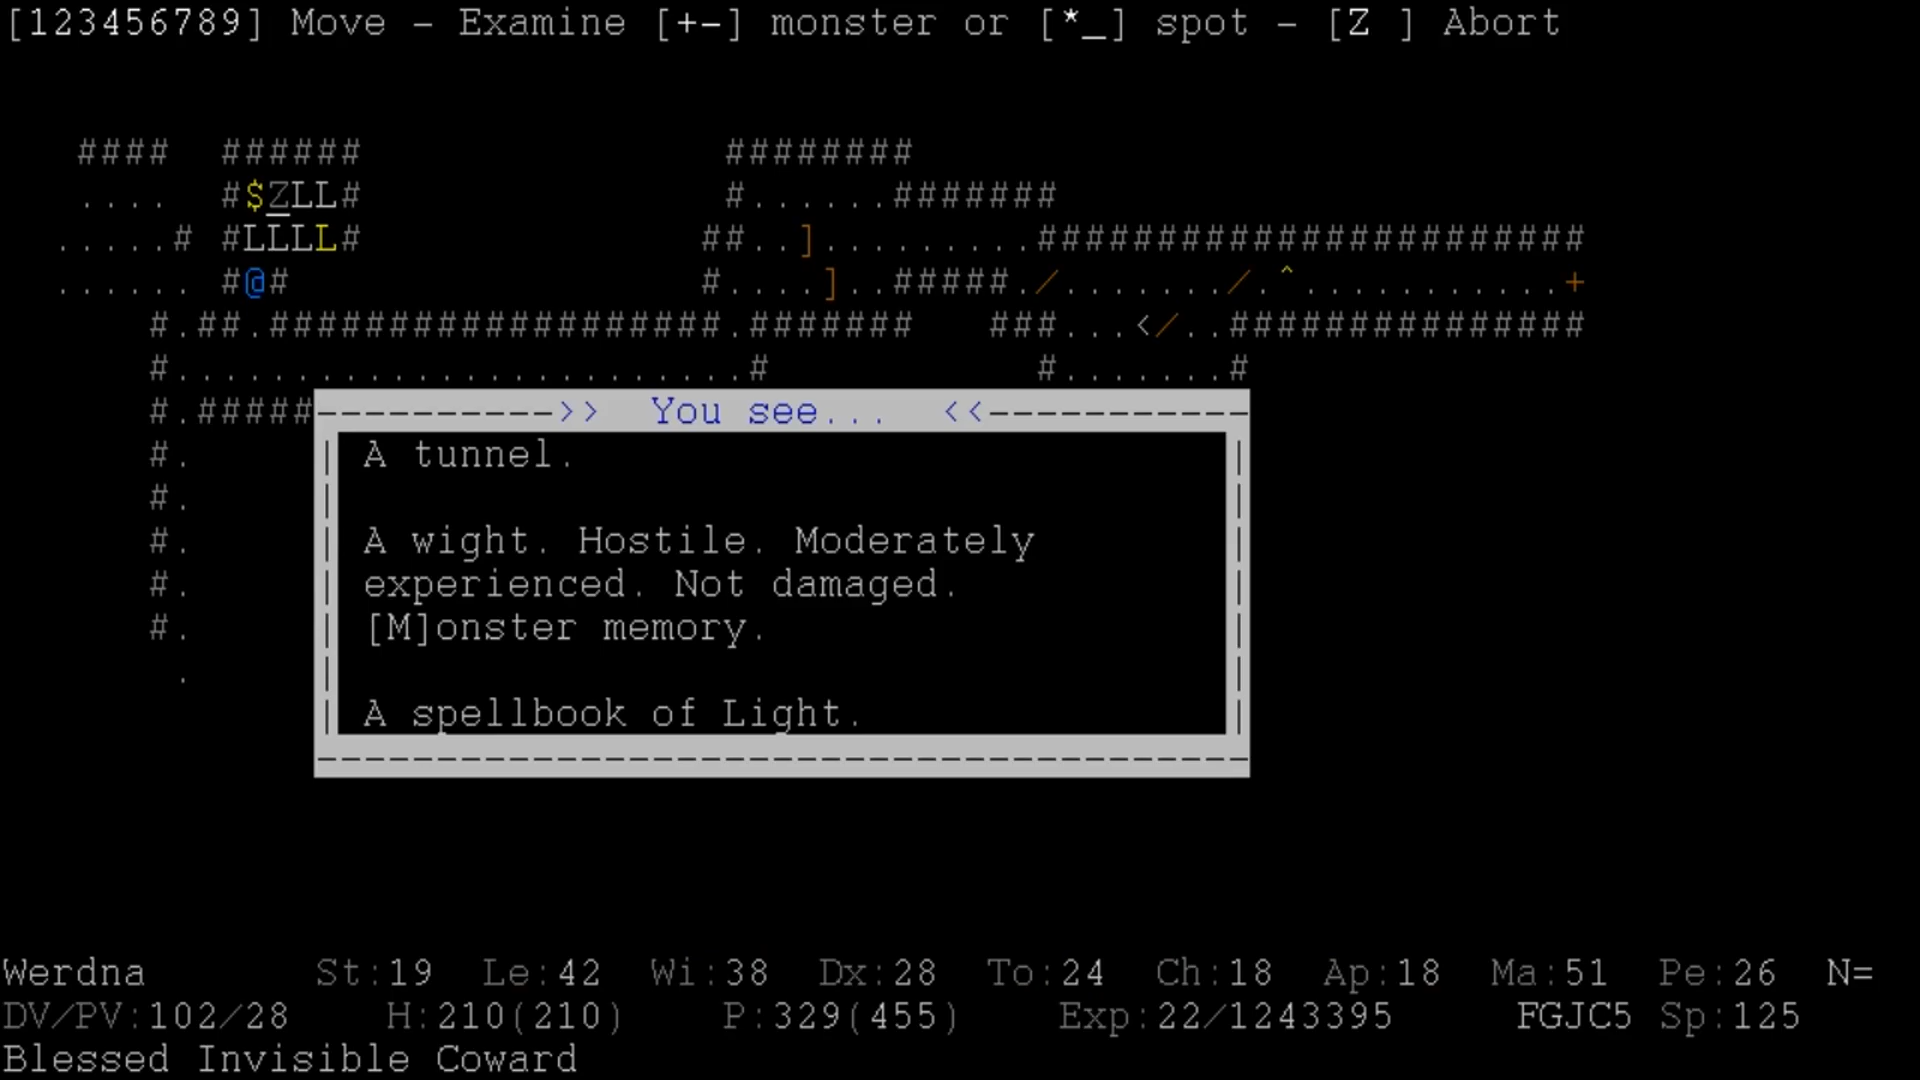 [123456789] Move - Examine [+-] monster or [*_] spot - [Z ] Abort
####  ######               ########
....  #$ZLL#               #......#######
.....# #LLLL#              ##..].........#######################
...... #@#                 #....]..#####./......./.^...........+
#.##.###################.#######   ###...</..###############
#........................#           #.......#
#.#####----------->>  You see...  <<-----------
#. A tunnel.
#.
#. A wight. Hostile. Moderately
#. experienced. Not damaged.
#. [M]onster memory.
.
A spellbook of Light.
Werdna St:19 Le:42 Wi:38 Dx:28 To:24 Ch:18 Ap:18 Ma:51 Pe:26 N=
DV/PV:102/28 H:210(210) P:329(455) Exp:22/1243395 FGJC5 Sp:125
Blessed Invisible Coward